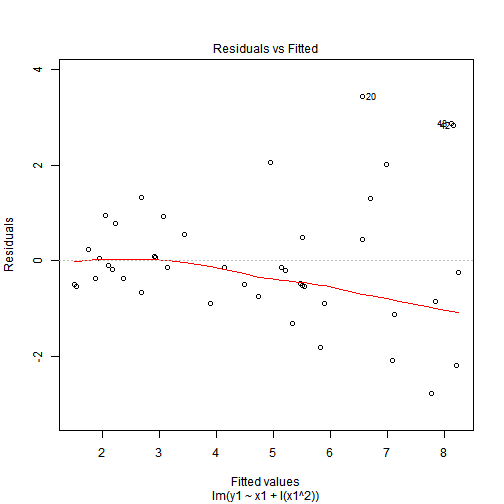 Residuals vs Fitted
4
2
0
-2
Residuals
20
42
2 3 4 5 6 7 8
Fitted values
lm(y1 ~ x1 + I(x1^2))